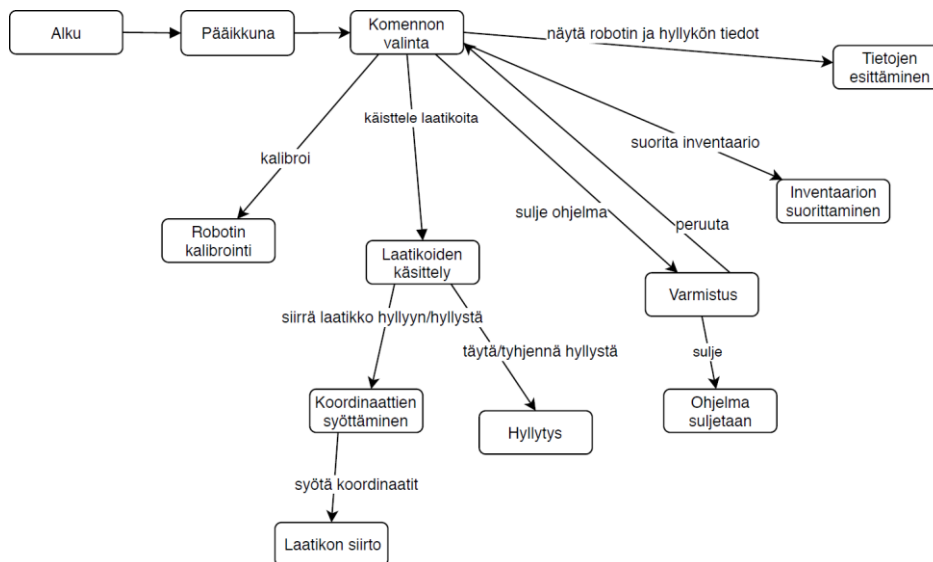 Alku
Pääikkuna
Komennon
valinta
näytä robotin ja hyllykön tiedot
Tietojen
esittäminen
käisttele laatikoita
suorita inventaario
kalibroi
Inventaarion
suorittaminen
sulje ohjelma
peruuta
Robotin
kalibrointi
Laatikoiden
käsittely
Varmistus
siirrä laatikko hyllyyn/hyllystä
täytä/tyhjennä hyllystä
sulje
Koordinaattien
syöttäminen
Hyllytys
Ohjelma
suljetaan
syötä koordinaatit
Laatikon siirto